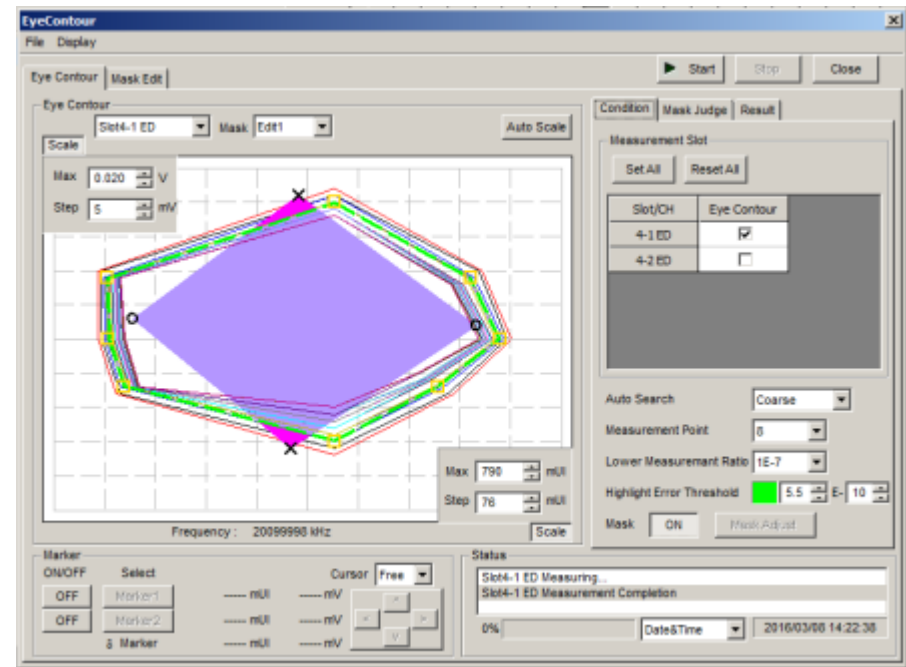 EyeContour
File Display
Eye Contour Mask Edit
Start Stop Close
Eye Contour
Slot4-1 ED Mask Edit1 Auto Scale
Scale
Max 0.020 V
Step 5 mV
Max 790 mUI
Step 76 mUI
Frequency : 20099998 kHz Scale
Condition Mask Judge Result
Measurement Slot
Set All Reset All
Slot/CH Eye Contour
4-1 ED
4-2 ED
Auto Search Coarse
Measurement Point 8
Lower Measuremant Ratio 1E-7
Highlight Error Threshold 5.5 E- 10
Mask ON Mask Adjust
Marker
ON/OFF Select Cursor Free
OFF Marker1 ----- mUI ----- mV
OFF Marker2 ----- mUI ----- mV
δ Marker ----- mUI ----- mV
Status
Slot4-1 ED Measuring...
Slot4-1 ED Measurement Completion
0% Date&Time 2016/03/08 14:22:38